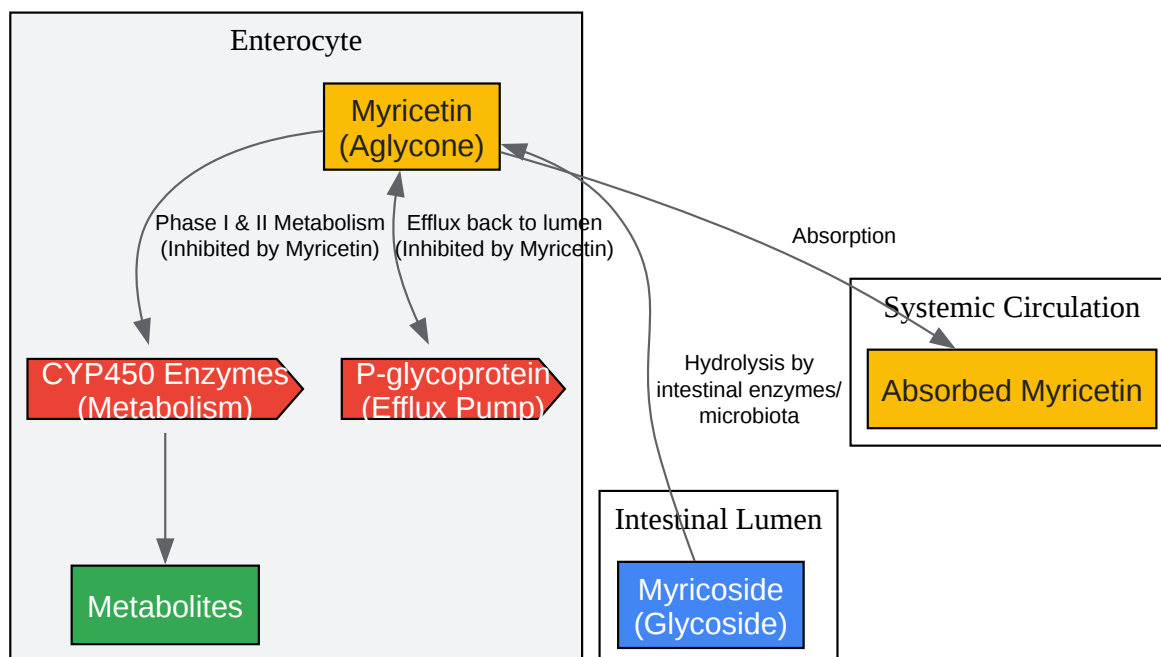 Enterocyte
Myricetin
(Aglycone)
Phase I & II Metabolism
(Inhibited by Myricetin)
Efflux back to lumen
(Inhibited by Myricetin)
Absorption
Systemic Circulation
Absorbed Myricetin
CYP450 Enzymes
(Metabolism)
P-glycoprotein
(Efflux Pump)
Hydrolysis by
intestinal enzymes/
microbiota
Intestinal Lumen
Myricoside
(Glycoside)
Metabolites